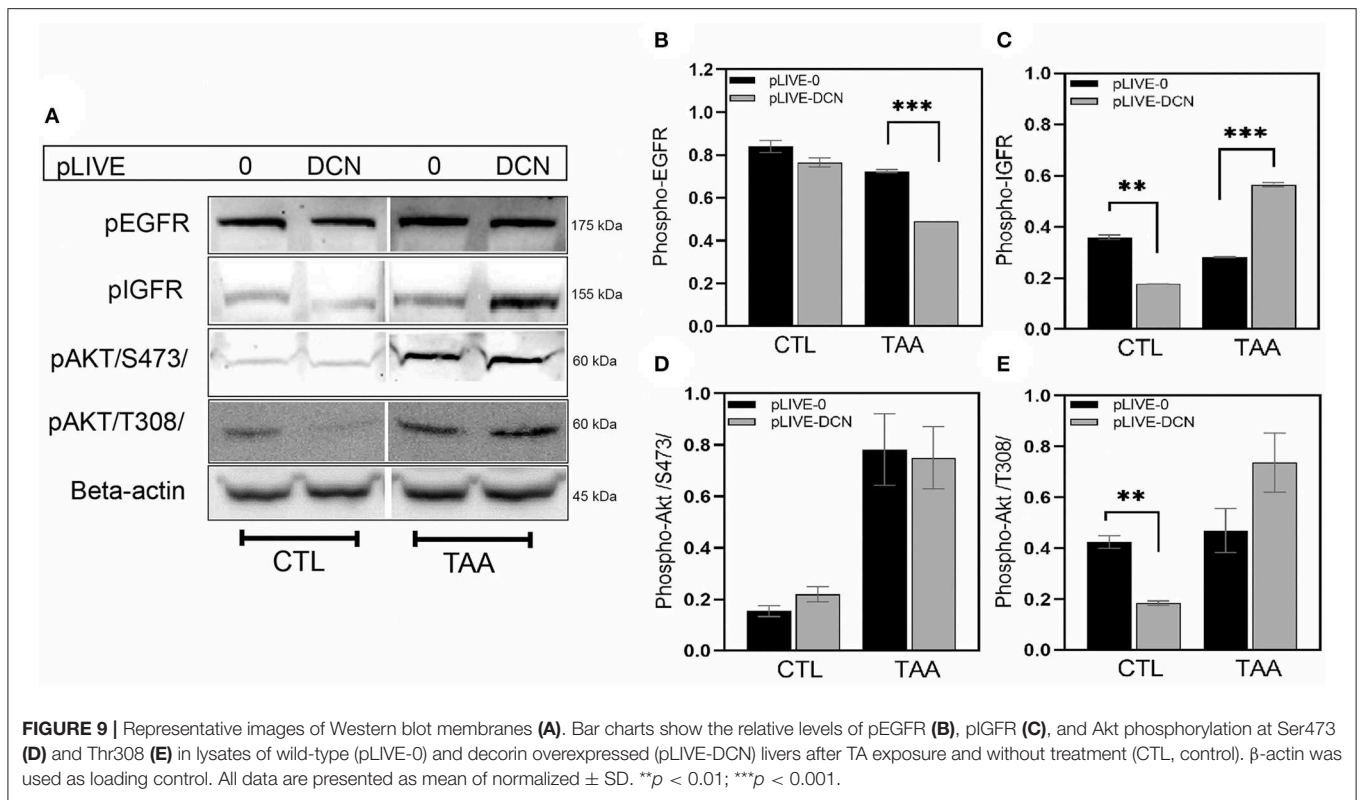 A
pLIVE 0 DCN 0 DCN
pEGFR 175 kDa
pIGFR 155 kDa
pAKT/S473/ 60 kDa
pAKT/T308/ 60 kDa
Beta-actin 45 kDa
CTL TAA
B
pLIVE-0
pLIVE-DCN
***
Phospho-EGFR
1.2
1.0
0.8
0.6
0.4
0.2
0.0
CTL TAA
C
pLIVE-0
pLIVE-DCN
**
***
Phospho-IGFR
1.0
0.8
0.6
0.4
0.2
0.0
CTL TAA
D
pLIVE-0
pLIVE-DCN
Phospho-Akt /S473/
1.0
0.8
0.6
0.4
0.2
0.0
CTL TAA
E
pLIVE-0
pLIVE-DCN
**
Phospho-Akt /T308/
1.0
0.8
0.6
0.4
0.2
0.0
CTL TAA
FIGURE 9 | Representative images of Western blot membranes (A). Bar charts show the relative levels of pEGFR (B), pIGFR (C), and Akt phosphorylation at Ser473
(D) and Thr308 (E) in lysates of wild-type (pLIVE-0) and decorin overexpressed (pLIVE-DCN) livers after TA exposure and without treatment (CTL, control). β-actin was
used as loading control. All data are presented as mean of normalized ± SD. **p < 0.01; ***p < 0.001.